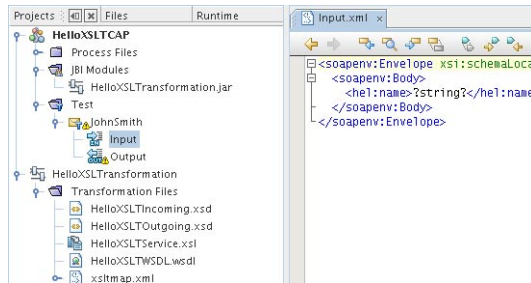 Projects Files Runtime
HelloXSLTCAP
Process Files
JBI Modules
HelloXSLTransformation.jar
Test
JohnSmith
Input
Output
HelloXSLTransformation
Transformation Files
HelloXSLTIncoming.xsd
HelloXSLTOutgoing.xsd
HelloXSLTService.xsl
HelloXSLTWSDL.wsdl
xsltmap.xml
Input.xml
<soapenv:Envelope xsi:schemaLoca
<soapenv:Body>
<hel:name>?string?</hel:name
</soapenv:Body>
</soapenv:Envelope>